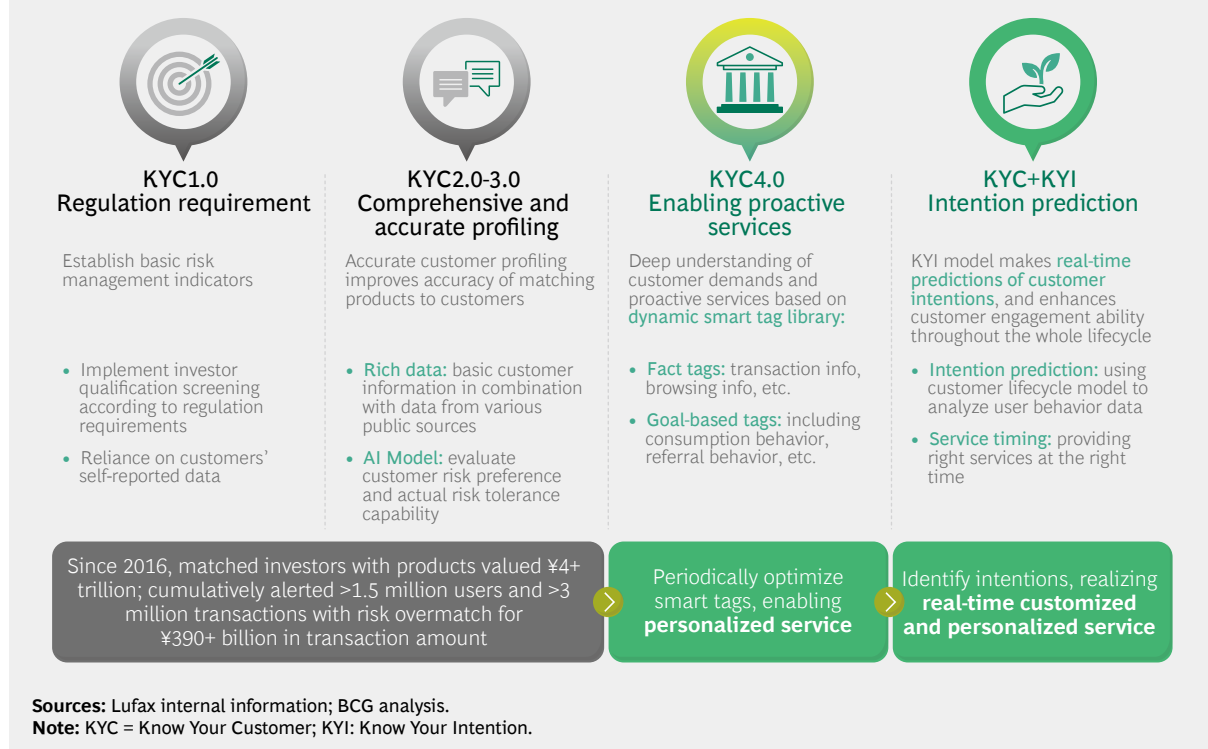 KYC1.0
Regulation requirement
Establish basic risk
management indicators
• Implement investor
qualification screening
according to regulation
requirements
• Reliance on customers’
self-reported data
KYC2.0-3.0
Comprehensive and
accurate profiling
Accurate customer profiling
improves accuracy of matching
products to customers
• Rich data: basic customer
information in combination
with data from various
public sources
• AI Model: evaluate
customer risk preference
and actual risk tolerance
capability
KYC4.0
Enabling proactive
services
Deep understanding of
customer demands and
proactive services based on
dynamic smart tag library:
• Fact tags: transaction info,
browsing info, etc.
• Goal-based tags: including
consumption behavior,
referral behavior, etc.
KYC+KYI
Intention prediction
KYI model makes real-time
predictions of customer
intentions, and enhances
customer engagement ability
throughout the whole lifecycle
• Intention prediction: using
customer lifecycle model to
analyze user behavior data
• Service timing: providing
right services at the right
time
Since 2016, matched investors with products valued ¥4+
trillion; cumulatively alerted >1.5 million users and >3
million transactions with risk overmatch for
¥390+ billion in transaction amount
Periodically optimize
smart tags, enabling
personalized service
Identify intentions, realizing
real-time customized
and personalized service
Sources: Lufax internal information; BCG analysis.
Note: KYC = Know Your Customer; KYI: Know Your Intention.